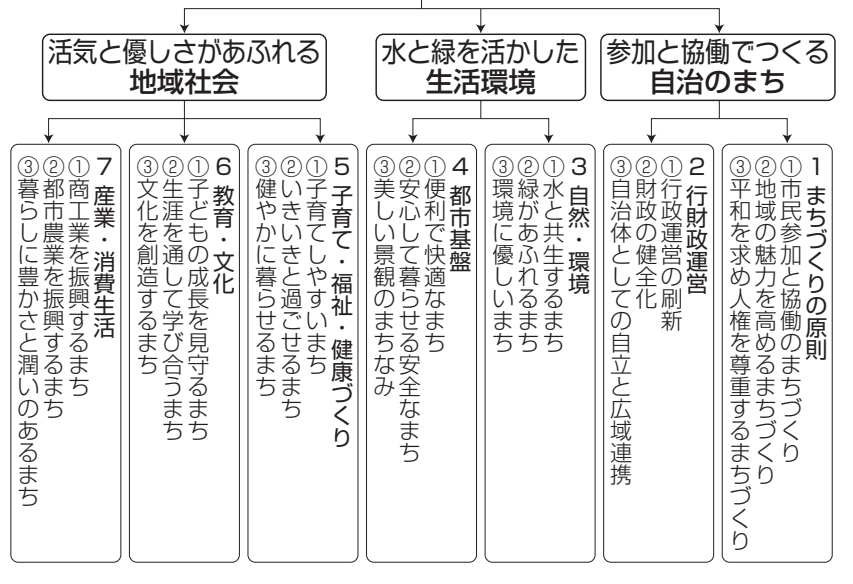 参加と協働でつくる
自治のまち
水と緑を活かした
生活環境
活気と優しさがあふれる
地域社会
1 まちづくりの原則
①市民参加と協働のまちづくり
②地域の魅力を高めるまちづくり
③平和を求め人権を尊重するまちづくり
2 行財政運営
①行政運営の刷新
②財政の健全化
③自治体としての自立と広域連携
3 自然・環境
①水と共生するまち
②緑があふれるまち
③環境に優しいまち
4 都市基盤
①便利で快適なまち
②安心して暮らせる安全なまち
③美しい景観のまちなみ
5 子育て・福祉・健康づくり
①子育てしやすいまち
②いきいきと過ごせるまち
③健やかに暮らせるまち
6 教育・文化
①子どもの成長を見守るまち
②生涯を通して学び合うまち
③文化を創造するまち
7 産業・消費生活
①商工業を振興するまち
②都市農業を振興するまち
③暮らしに豊かさと潤いのあるまち